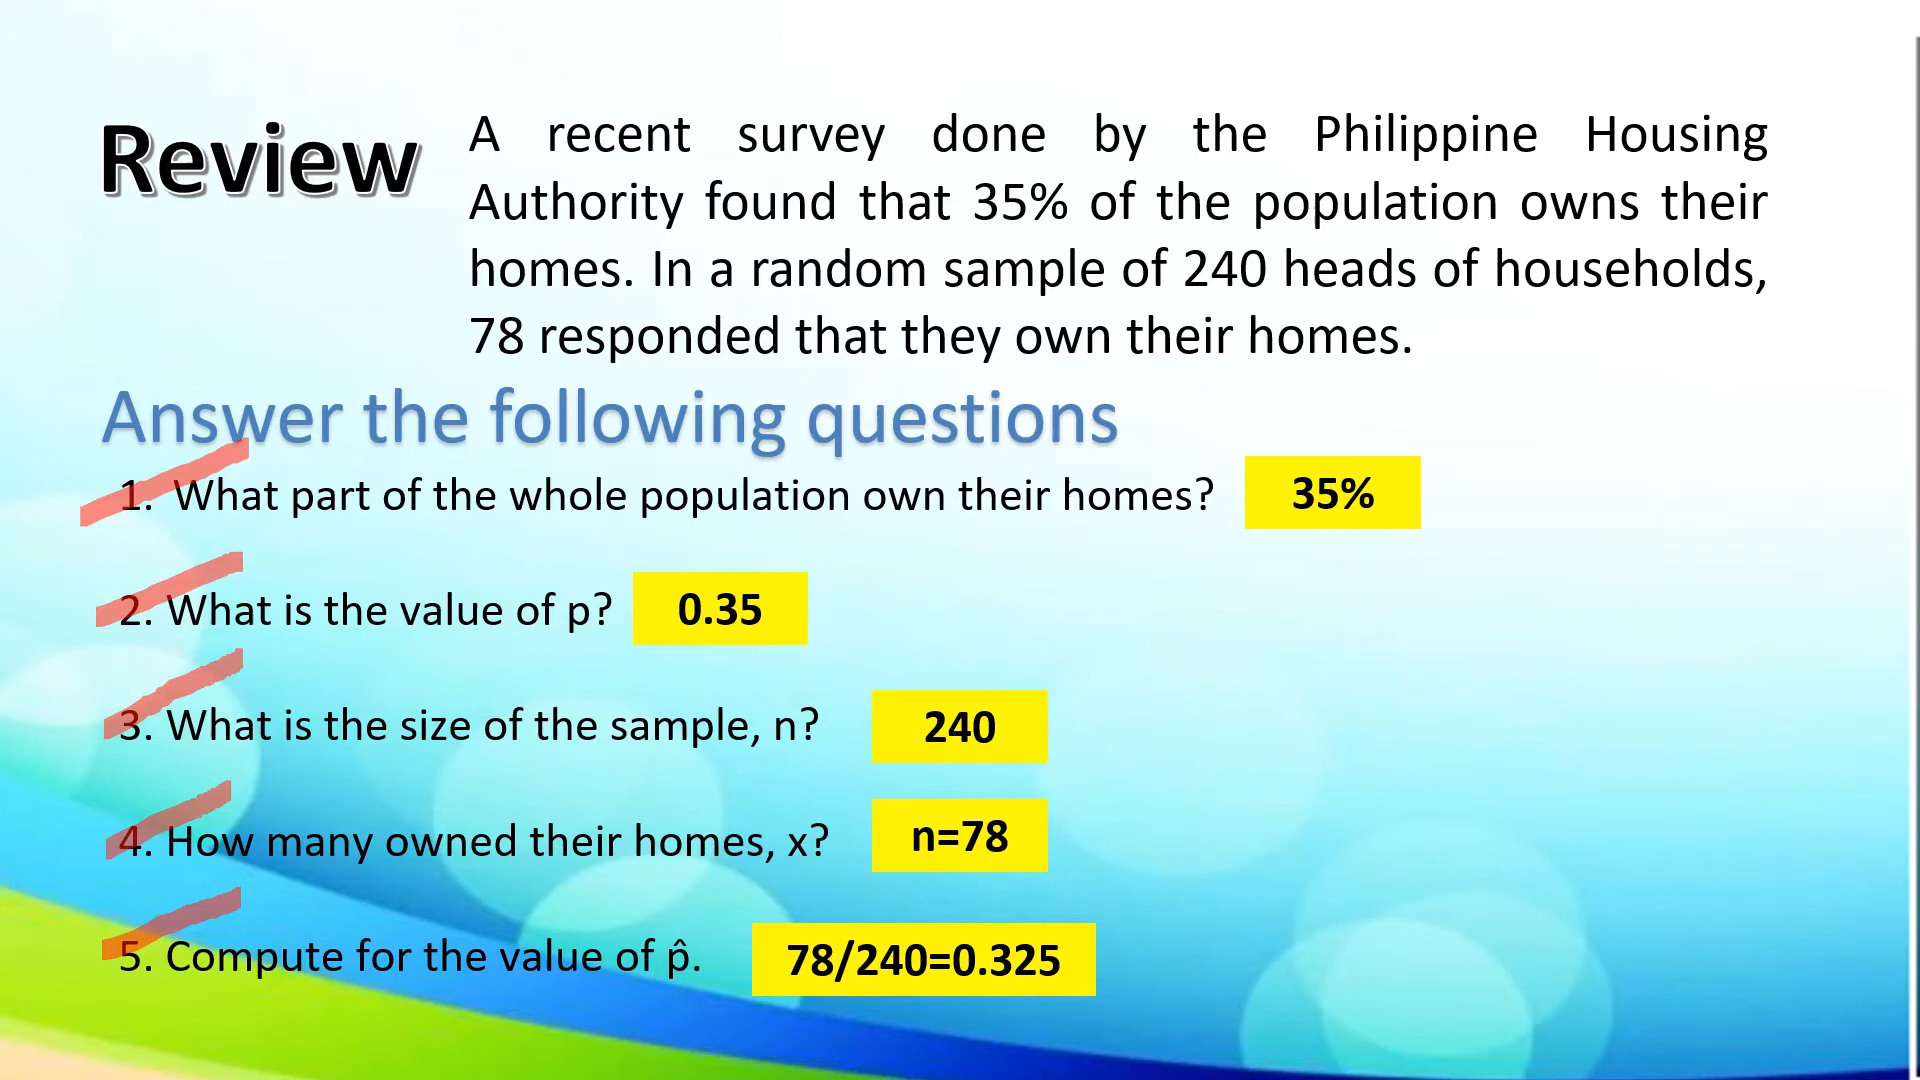 Review
A recent survey done by the Philippine Housing
Authority found that 35% of the population owns their
homes. In a random sample of 240 heads of households,
78 responded that they own their homes.
Answer the following questions
1. What part of the whole population own their homes? 35%
2. What is the value of p? 0.35
3. What is the size of the sample, n? 240
4. How many owned their homes, x? n=78
5. Compute for the value of p̂. 78/240=0.325